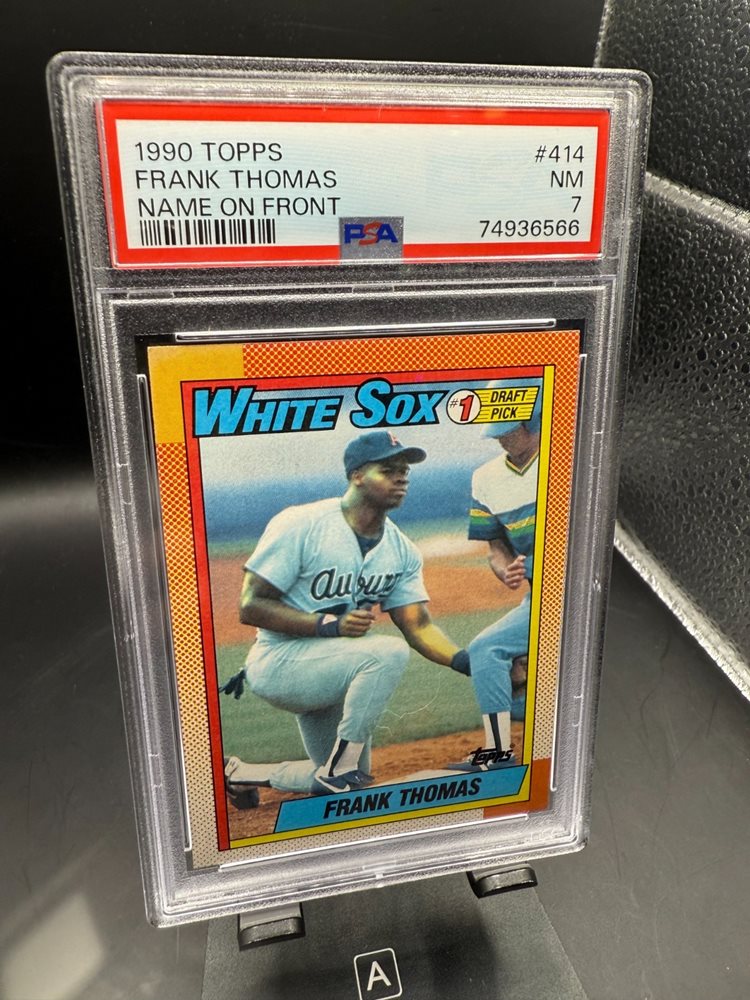 1990 TOPPS #414
FRANK THOMAS NM
NAME ON FRONT 7
PSA 74936566
WHITE SOX #1 DRAFT PICK
Auburn
topps
FRANK THOMAS
A